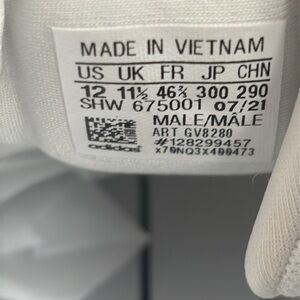 MADE IN VIETNAM
US UK FR JP CHN
12 11½ 46⅔ 300 290
SHW 675001 07/21
MALE/MÂLE
ART GV8280
adidas #128299457
X70NQ3X400473